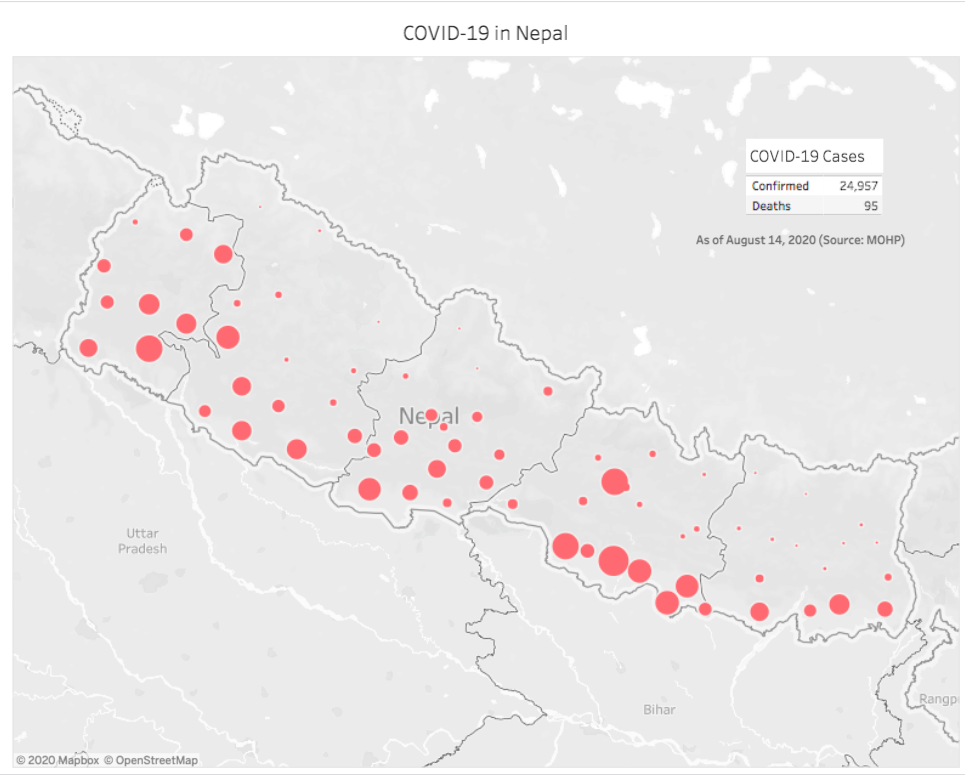 COVID-19 in Nepal
COVID-19 Cases
Confirmed 24,957
Deaths 95
As of August 14, 2020 (Source: MOHP)
Nepal
Uttar
Pradesh
Bihar
Rangp
© 2020 Mapbox © OpenStreetMap